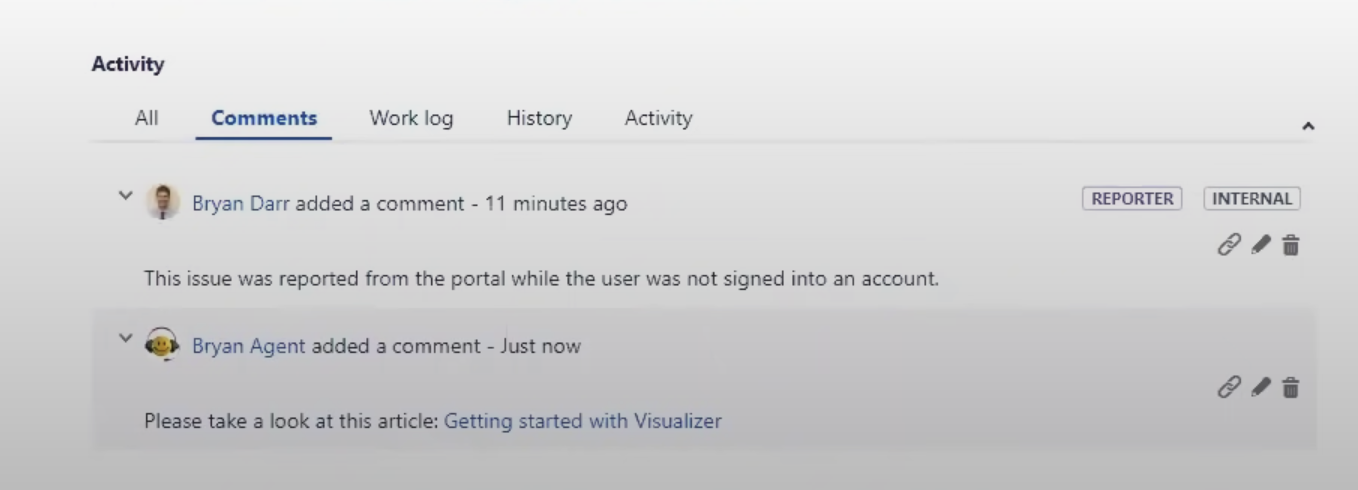 Activity
All Comments Work log History Activity
Bryan Darr added a comment - 11 minutes ago REPORTER INTERNAL
This issue was reported from the portal while the user was not signed into an account.
Bryan Agent added a comment - Just now
Please take a look at this article: Getting started with Visualizer